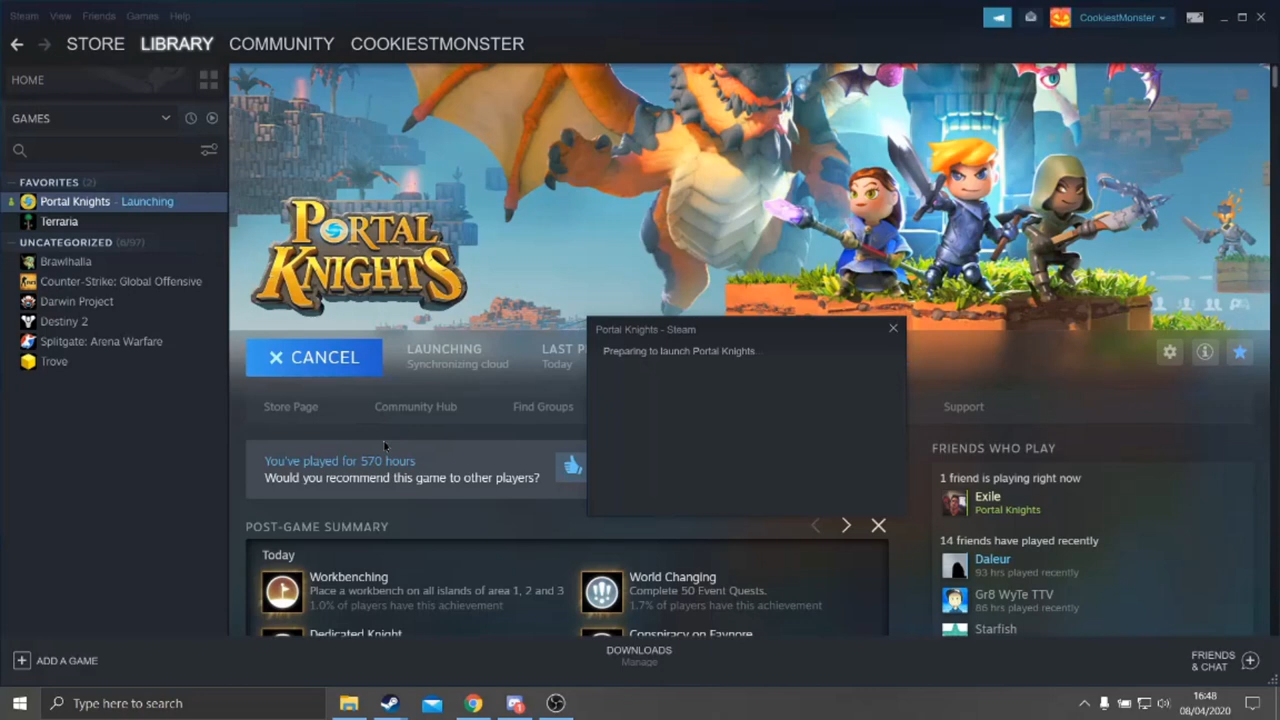 Steam View Friends Games Help
CookiestMonster
STORE LIBRARY COMMUNITY COOKIESTMONSTER
HOME
GAMES
FAVORITES (2)
Portal Knights - Launching
Terraria
UNCATEGORIZED (6/97)
Brawlhalla
Counter-Strike: Global Offensive
Darwin Project
Destiny 2
Splitgate: Arena Warfare
Trove
PORTAL
KNIGHTS
Portal Knights - Steam
Preparing to launch Portal Knights...
CANCEL
LAUNCHING
Synchronizing cloud
LAST P
Today
Store Page Community Hub Find Groups Support
You've played for 570 hours
Would you recommend this game to other players?
POST-GAME SUMMARY
Today
Workbenching
Place a workbench on all islands of area 1, 2 and 3
1.0% of players have this achievement
World Changing
Complete 50 Event Quests.
1.7% of players have this achievement
Dedicated Knight
Conspiracy on Faynore
FRIENDS WHO PLAY
1 friend is playing right now
Exile
Portal Knights
14 friends have played recently
Daleur
93 hrs played recently
Gr8 WyTe TTV
86 hrs played recently
Starfish
ADD A GAME
DOWNLOADS
Manage
FRIENDS
& CHAT
Type here to search
16:48
08/04/2020